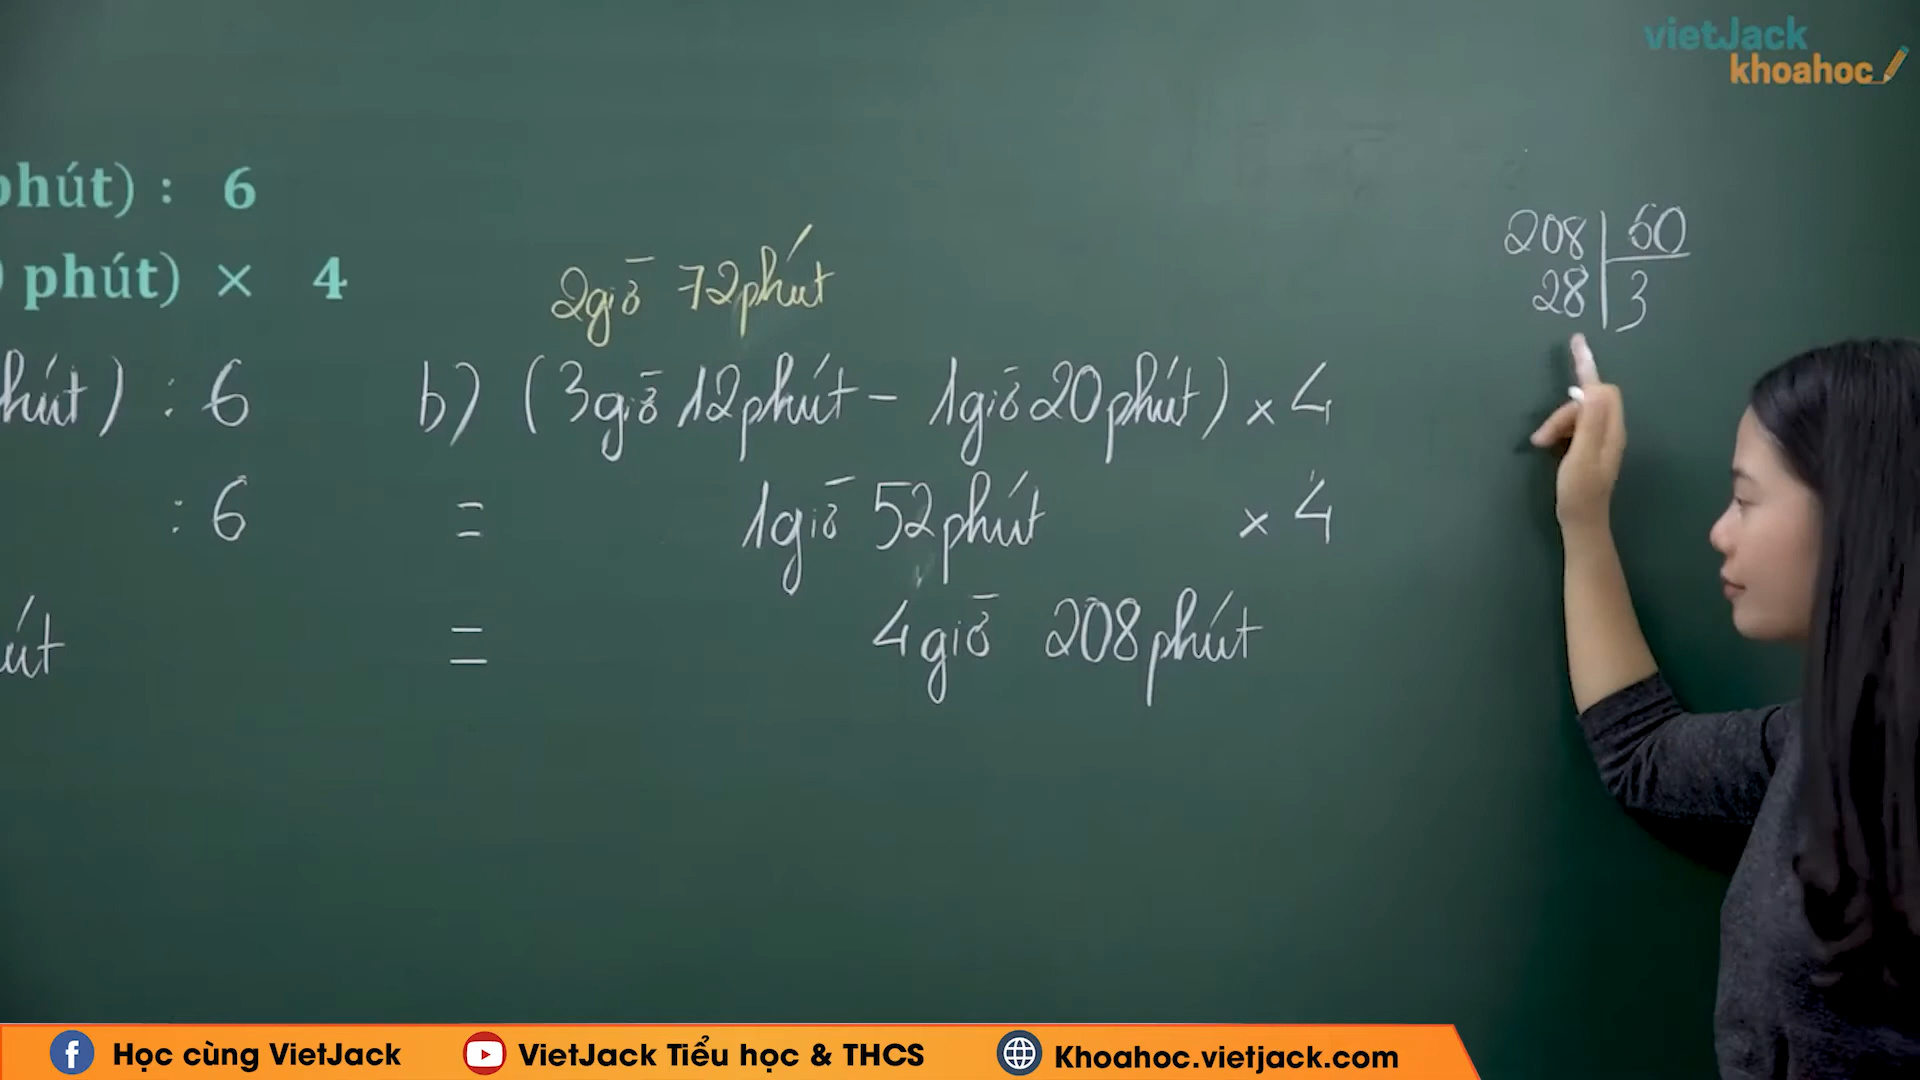 vietJack
khoahoc
phút) : 6
phút) × 4
2giờ 72phút
208 60
28 3
hút) : 6
b) (3giờ 12phút - 1giờ 20phút) × 4
: 6
= 1giờ 52phút × 4
út
= 4giờ 208phút
Học cùng VietJack
VietJack Tiểu học & THCS
Khoahoc.vietjack.com